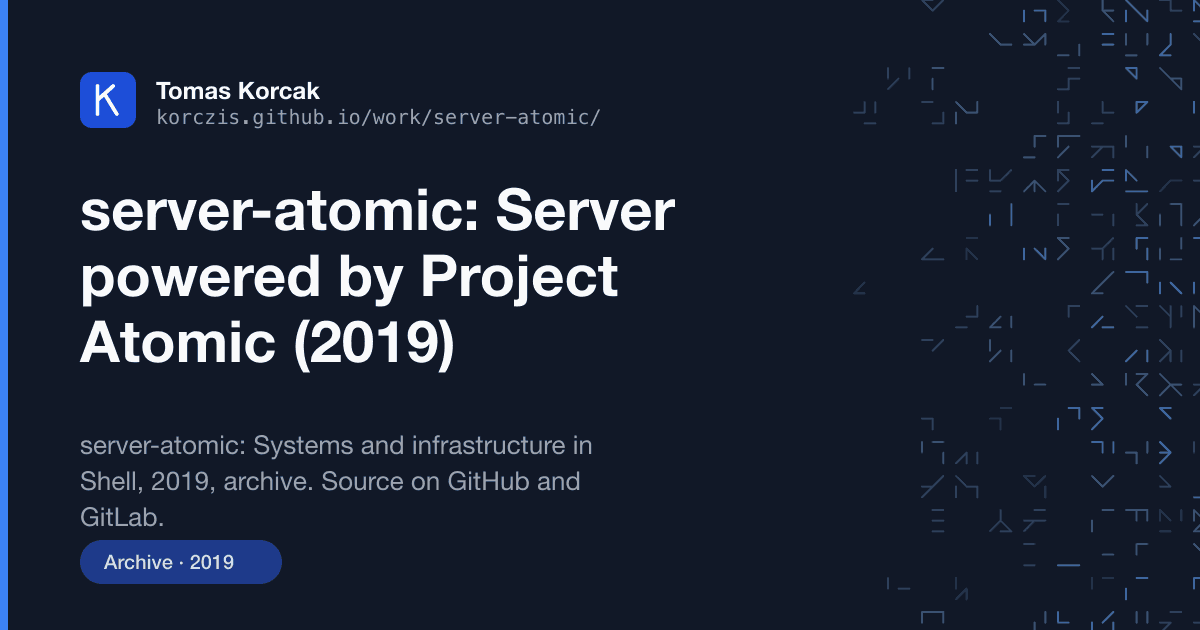 K
Tomas Korcak
korczis.github.io/work/server-atomic/
server-atomic: Server
powered by Project
Atomic (2019)
server-atomic: Systems and infrastructure in
Shell, 2019, archive. Source on GitHub and
GitLab.
Archive · 2019